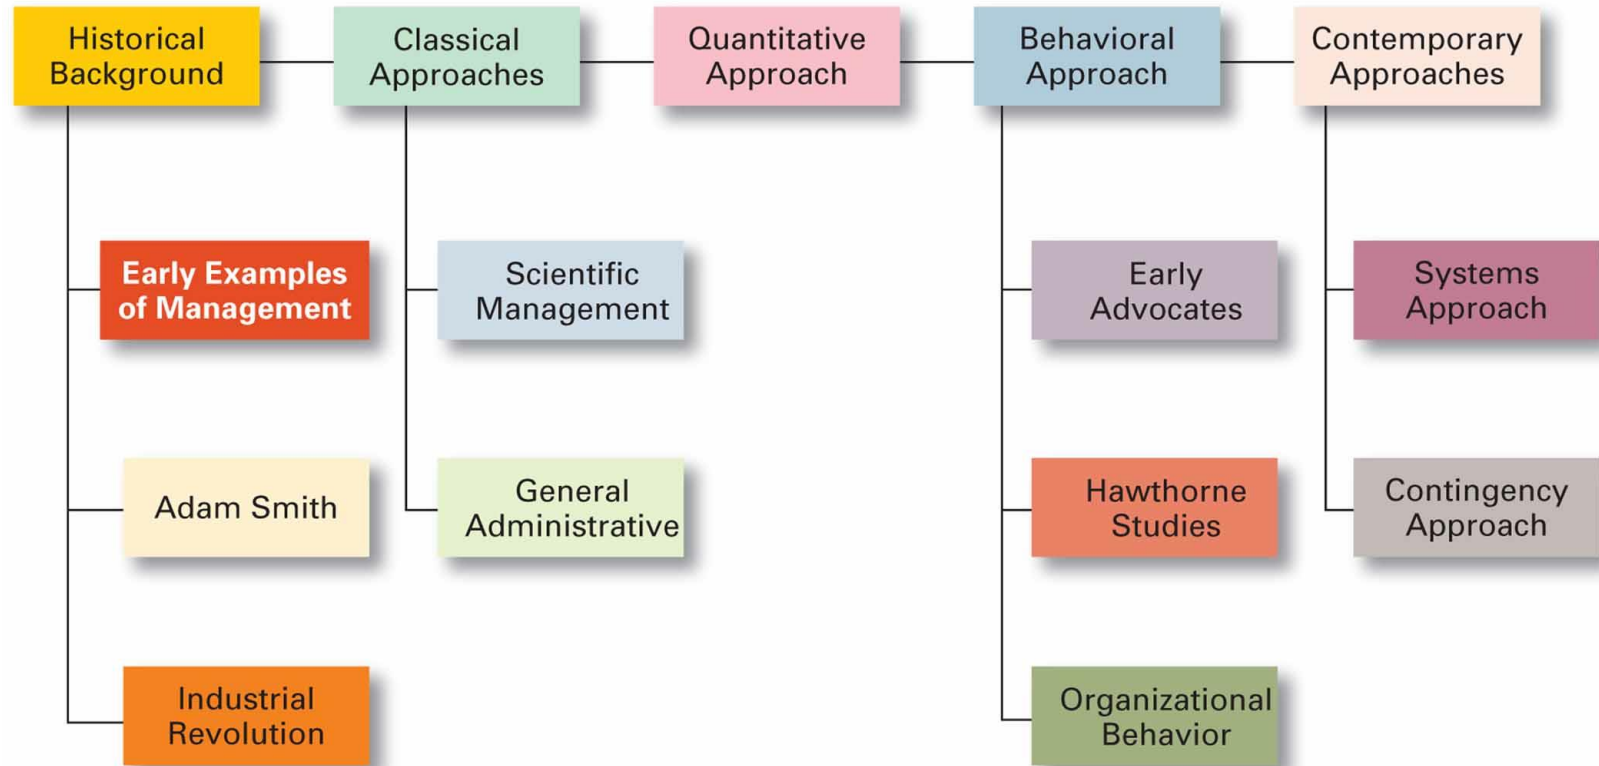 Historical
Background
Classical
Approaches
Quantitative
Approach
Behavioral
Approach
Contemporary
Approaches
Early Examples
of Management
Scientific
Management
Early
Advocates
Systems
Approach
Adam Smith
General
Administrative
Hawthorne
Studies
Contingency
Approach
Industrial
Revolution
Organizational
Behavior